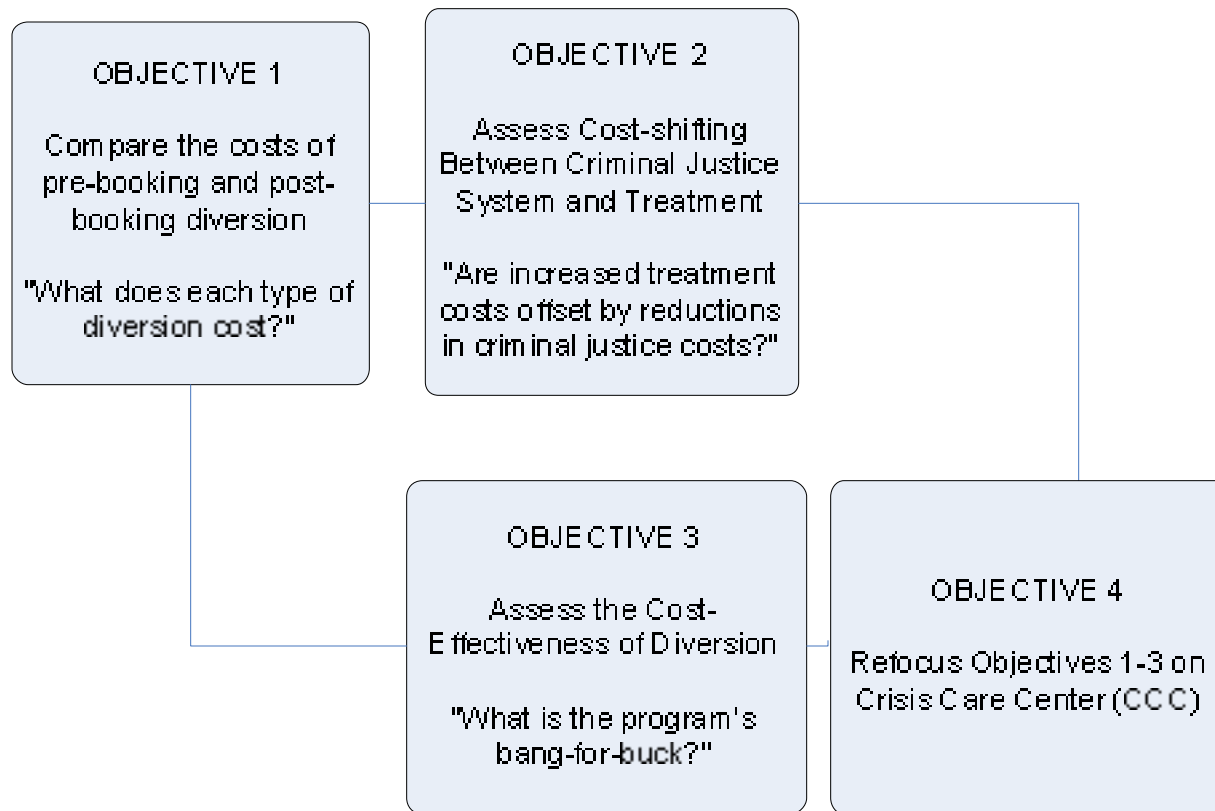 OBJECTIVE 1
Compare the costs of
pre-booking and post-
booking diversion
"What does each type of
diversion cost?"
OBJECTIVE 2
Assess Cost-shifting
Between Criminal Justice
System and Treatment
"Are increased treatment
costs offset by reductions
in criminal justice costs?"
OBJECTIVE 3
Assess the Cost-
Effectiveness of Diversion
"What is the program's
bang-for-buck?"
OBJECTIVE 4
Refocus Objectives 1-3 on
Crisis Care Center (CCC)